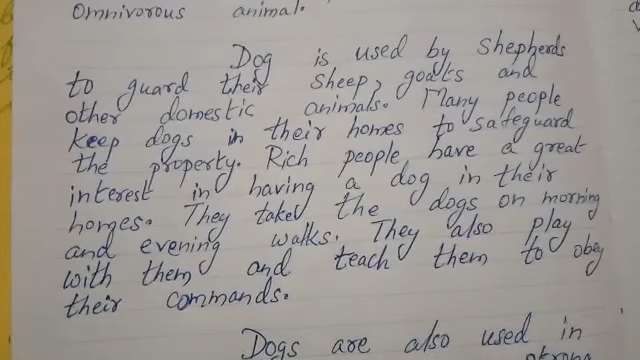 Omnivorous animal.
Dog is used by shepherds
to guard their sheep, goats and
other domestic animals. Many people
keep dogs in their homes to safeguard
the property. Rich people have a great
interest in having a dog in their
homes. They take the dogs on morning
and evening walks. They also play
with them and teach them to obey
their commands.
Dogs are also used in
strong